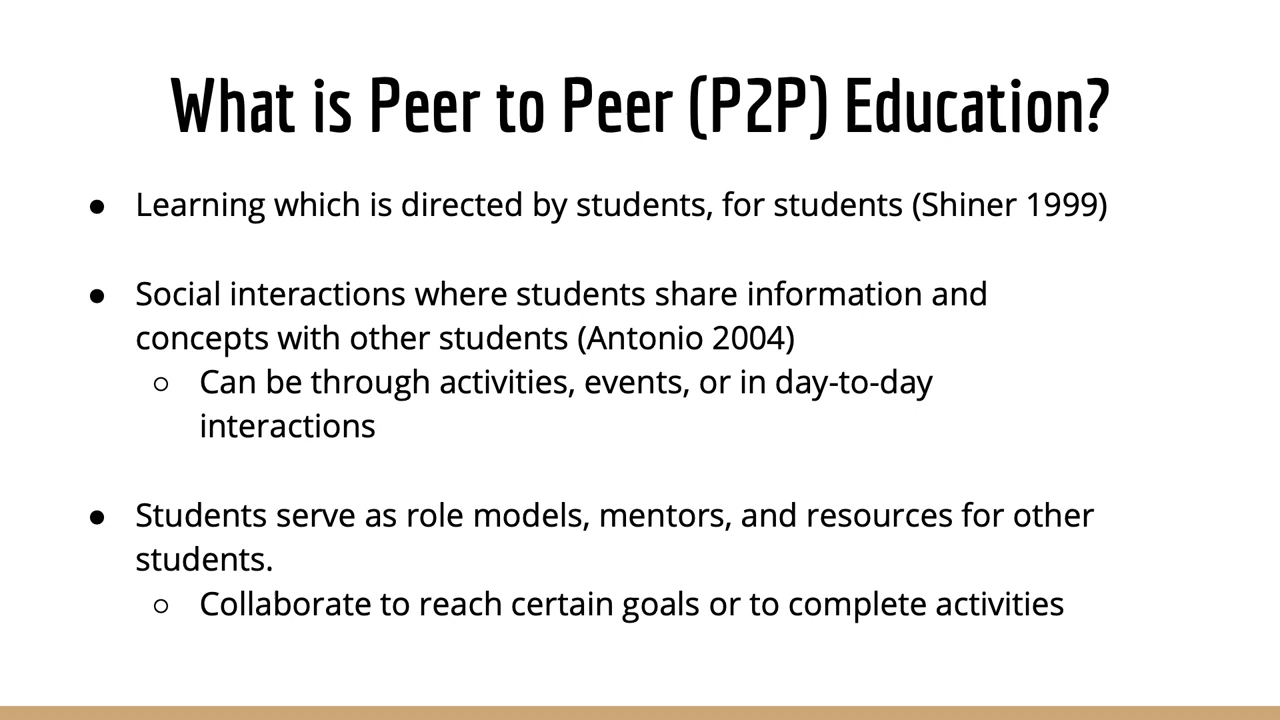 What is Peer to Peer (P2P) Education?
● Learning which is directed by students, for students (Shiner 1999)
● Social interactions where students share information and
concepts with other students (Antonio 2004)
○ Can be through activities, events, or in day-to-day
interactions
● Students serve as role models, mentors, and resources for other
students.
○ Collaborate to reach certain goals or to complete activities